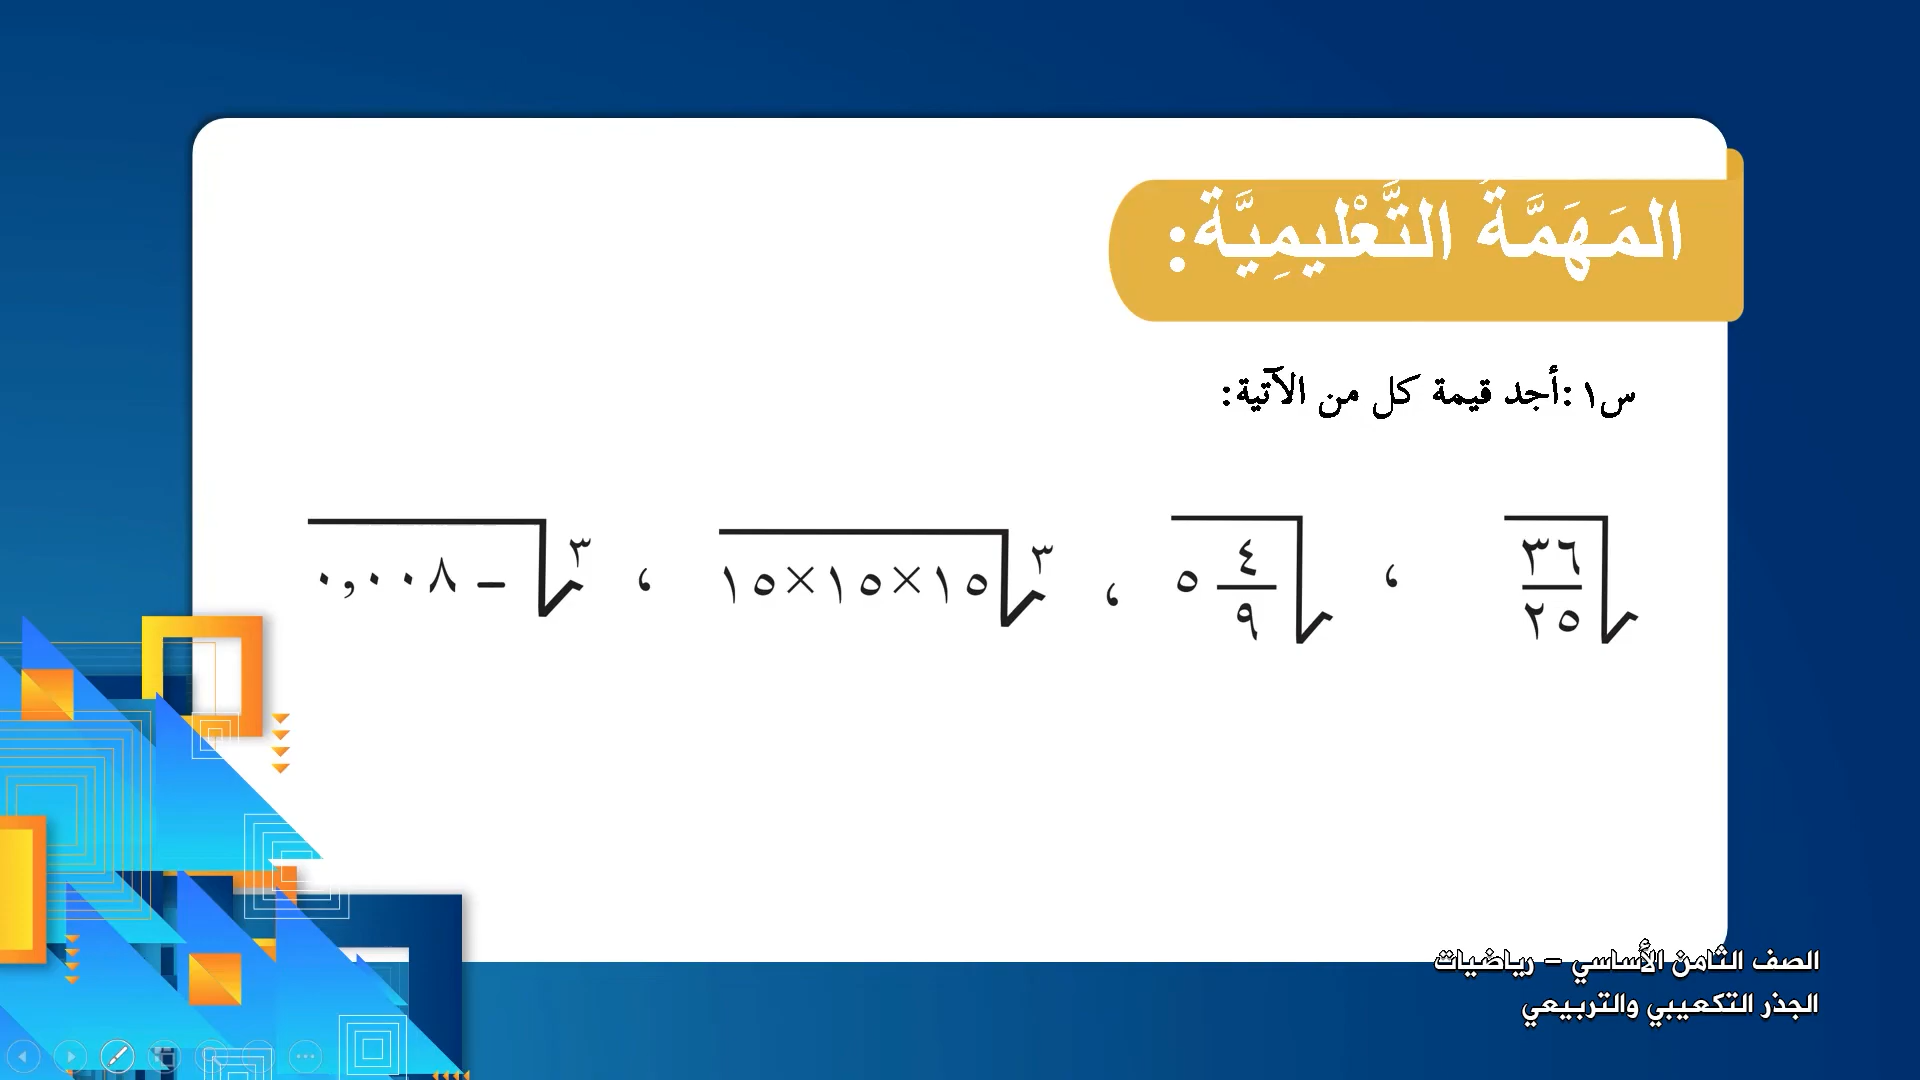 المَهَمَّةُ التَّعْلِيمِيَّة:
س١ :أجد قيمة كل من الآتية:
√(٣٦/٢٥) ، √(٥ ٤/٩) ، ∛(١٥×١٥×١٥) ، ∛(− ٠,٠٠٨)
الصف الثامن الأساسي – رياضيات
الجذر التكعيبي والتربيعي